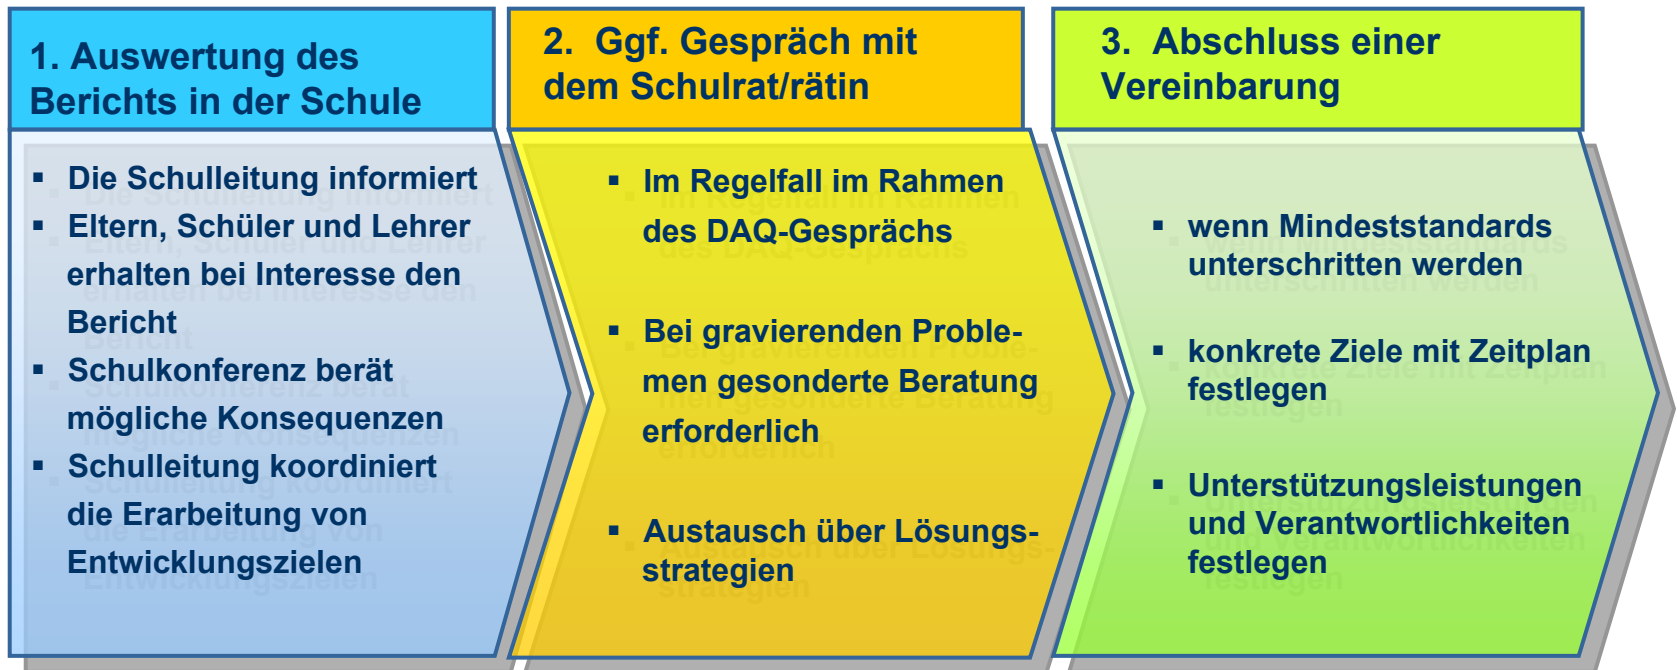 1. Auswertung des
Berichts in der Schule
▪ Die Schulleitung informiert
▪ Eltern, Schüler und Lehrer
erhalten bei Interesse den
Bericht
▪ Schulkonferenz berät
mögliche Konsequenzen
▪ Schulleitung koordiniert
die Erarbeitung von
Entwicklungszielen
2. Ggf. Gespräch mit
dem Schulrat/rätin
▪ Im Regelfall im Rahmen
des DAQ-Gesprächs
▪ Bei gravierenden Proble-
men gesonderte Beratung
erforderlich
▪ Austausch über Lösungs-
strategien
3. Abschluss einer
Vereinbarung
▪ wenn Mindeststandards
unterschritten werden
▪ konkrete Ziele mit Zeitplan
festlegen
▪ Unterstützungsleistungen
und Verantwortlichkeiten
festlegen